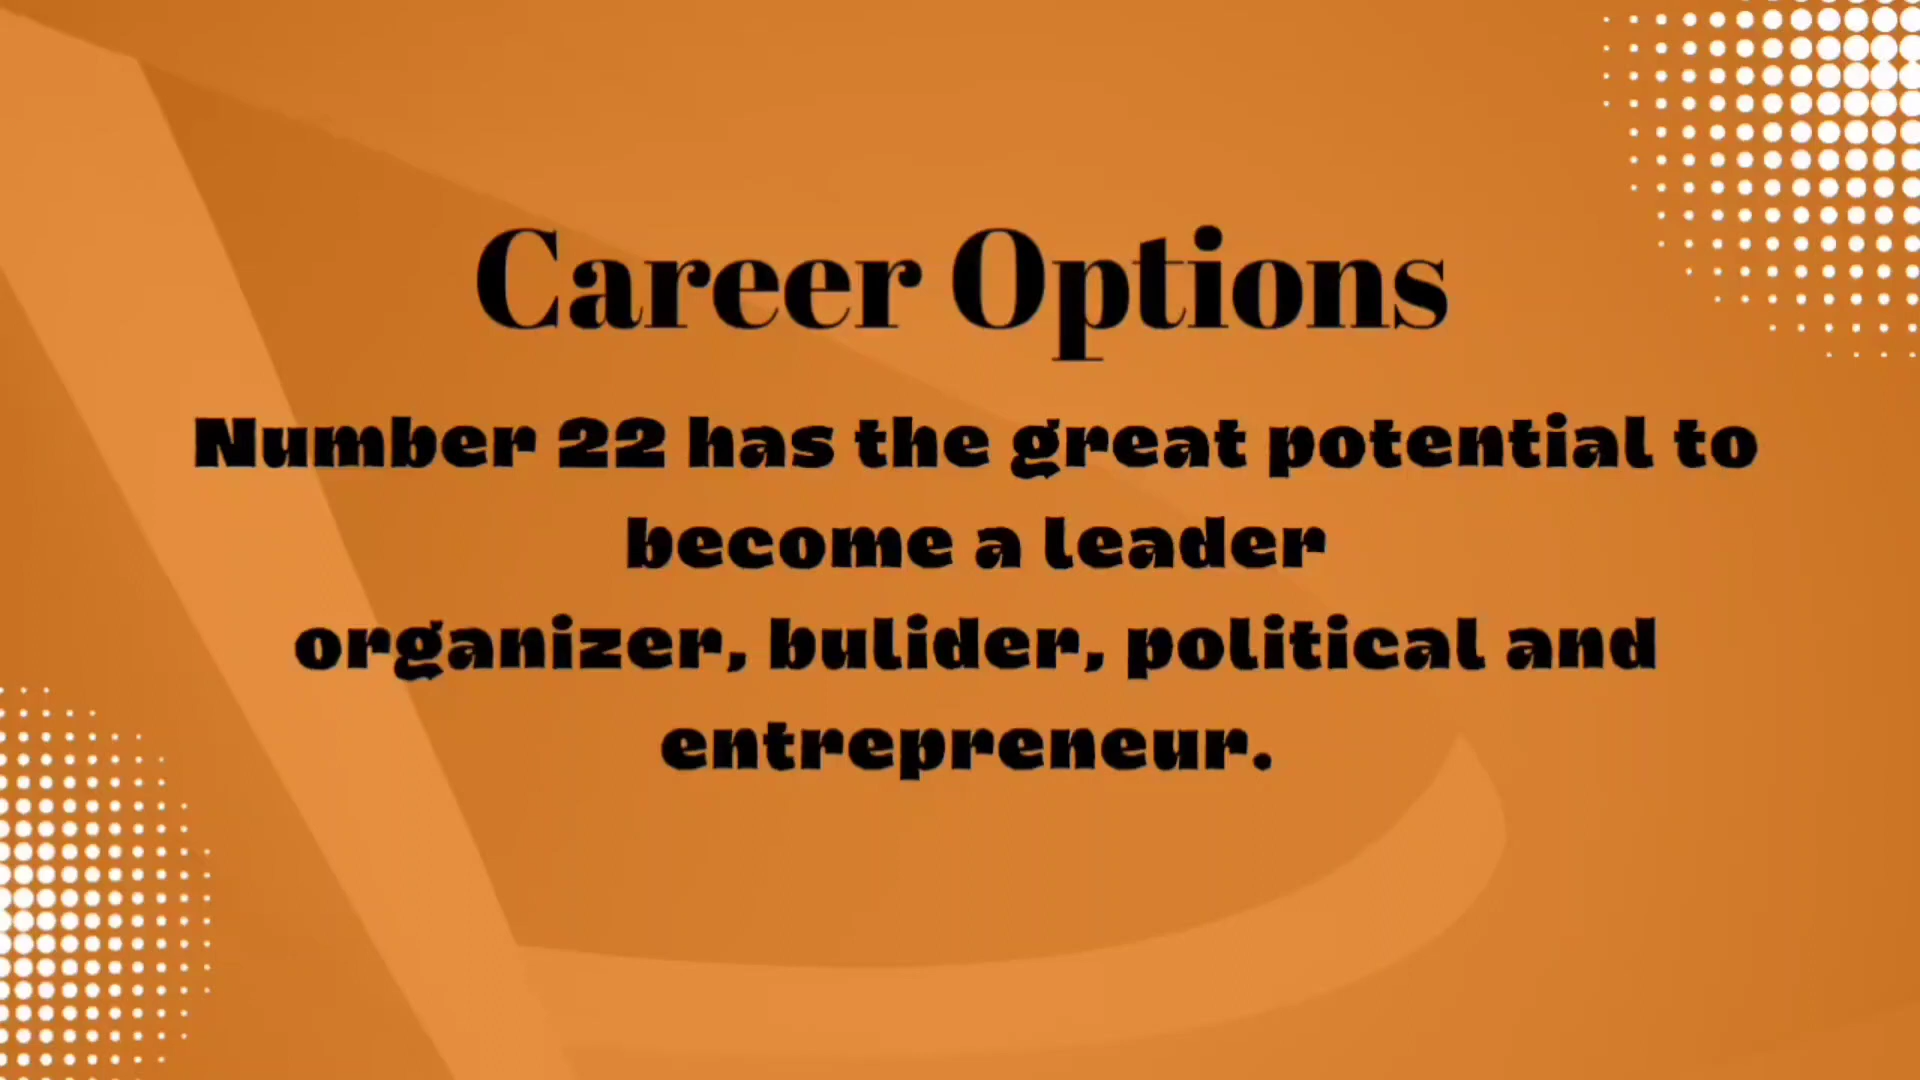 Career Options
Number 22 has the great potential to
become a leader
organizer, bulider, political and
entrepreneur.